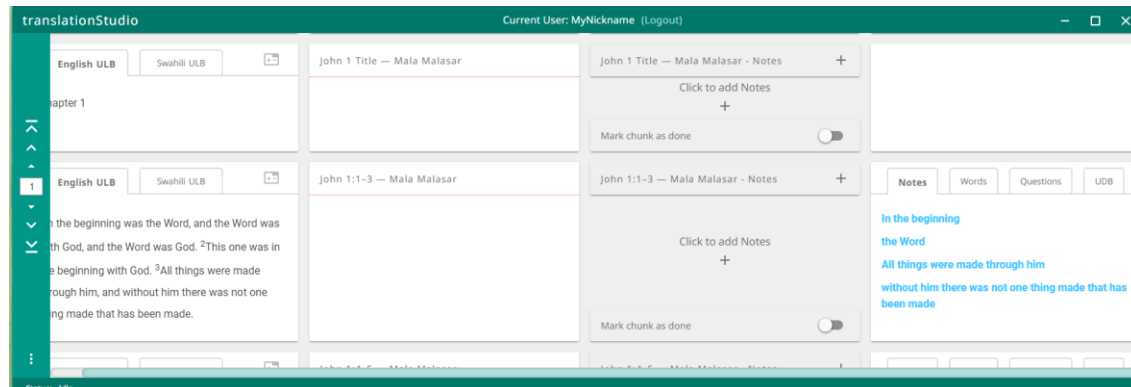 translationStudio
Current User: MyNickname (Logout)
English ULB
Swahili ULB
apter 1
John 1 Title — Mala Malasar
John 1 Title — Mala Malasar - Notes +
Click to add Notes
+
Mark chunk as done
1
English ULB
Swahili ULB
n the beginning was the Word, and the Word was
th God, and the Word was God. ²This one was in
e beginning with God. ³All things were made
rough him, and without him there was not one
ing made that has been made.
John 1:1–3 — Mala Malasar
John 1:1–3 — Mala Malasar - Notes +
Click to add Notes
+
Mark chunk as done
Notes
Words
Questions
UDB
In the beginning
the Word
All things were made through him
without him there was not one thing made that has
been made